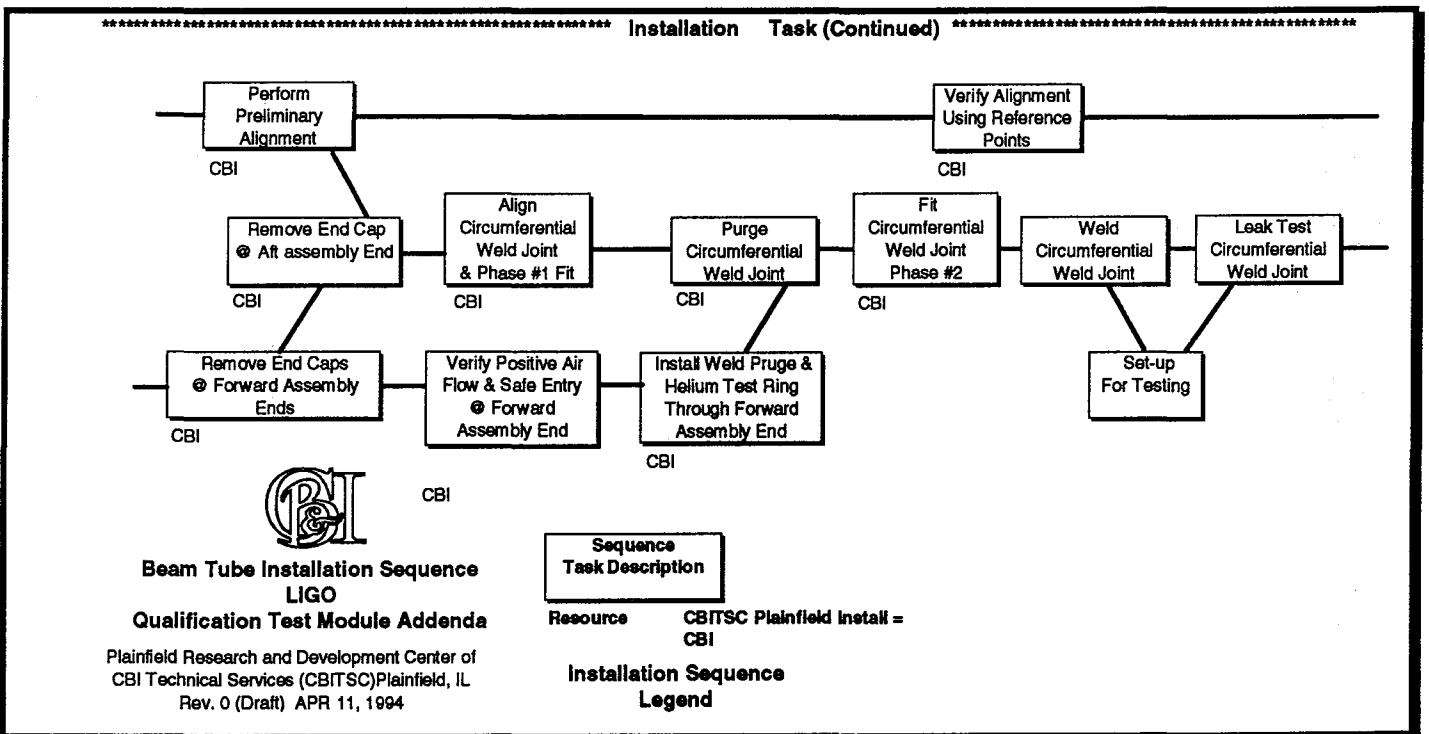 ******************************************************************** Installation Task (Continued) ******************************************************
Perform
Preliminary
Alignment
CBI
Verify Alignment
Using Reference
Points
CBI
Remove End Cap
@ Aft assembly End
CBI
Align
Circumferential
Weld Joint
& Phase #1 Fit
CBI
Purge
Circumferential
Weld Joint
CBI
Fit
Circumferential
Weld Joint
Phase #2
CBI
Weld
Circumferential
Weld Joint
Leak Test
Circumferential
Weld Joint
Remove End Caps
@ Forward Assembly
Ends
CBI
Verify Positive Air
Flow & Safe Entry
@ Forward
Assembly End
CBI
Install Weld Pruge &
Helium Test Ring
Through Forward
Assembly End
CBI
Set-up
For Testing
CB&I
Beam Tube Installation Sequence
LIGO
Qualification Test Module Addenda
Plainfield Research and Development Center of
CBI Technical Services (CBITSC)Plainfield, IL
Rev. 0 (Draft) APR 11, 1994
Sequence
Task Description
Resource CBITSC Plainfield Install =
CBI
Installation Sequence
Legend